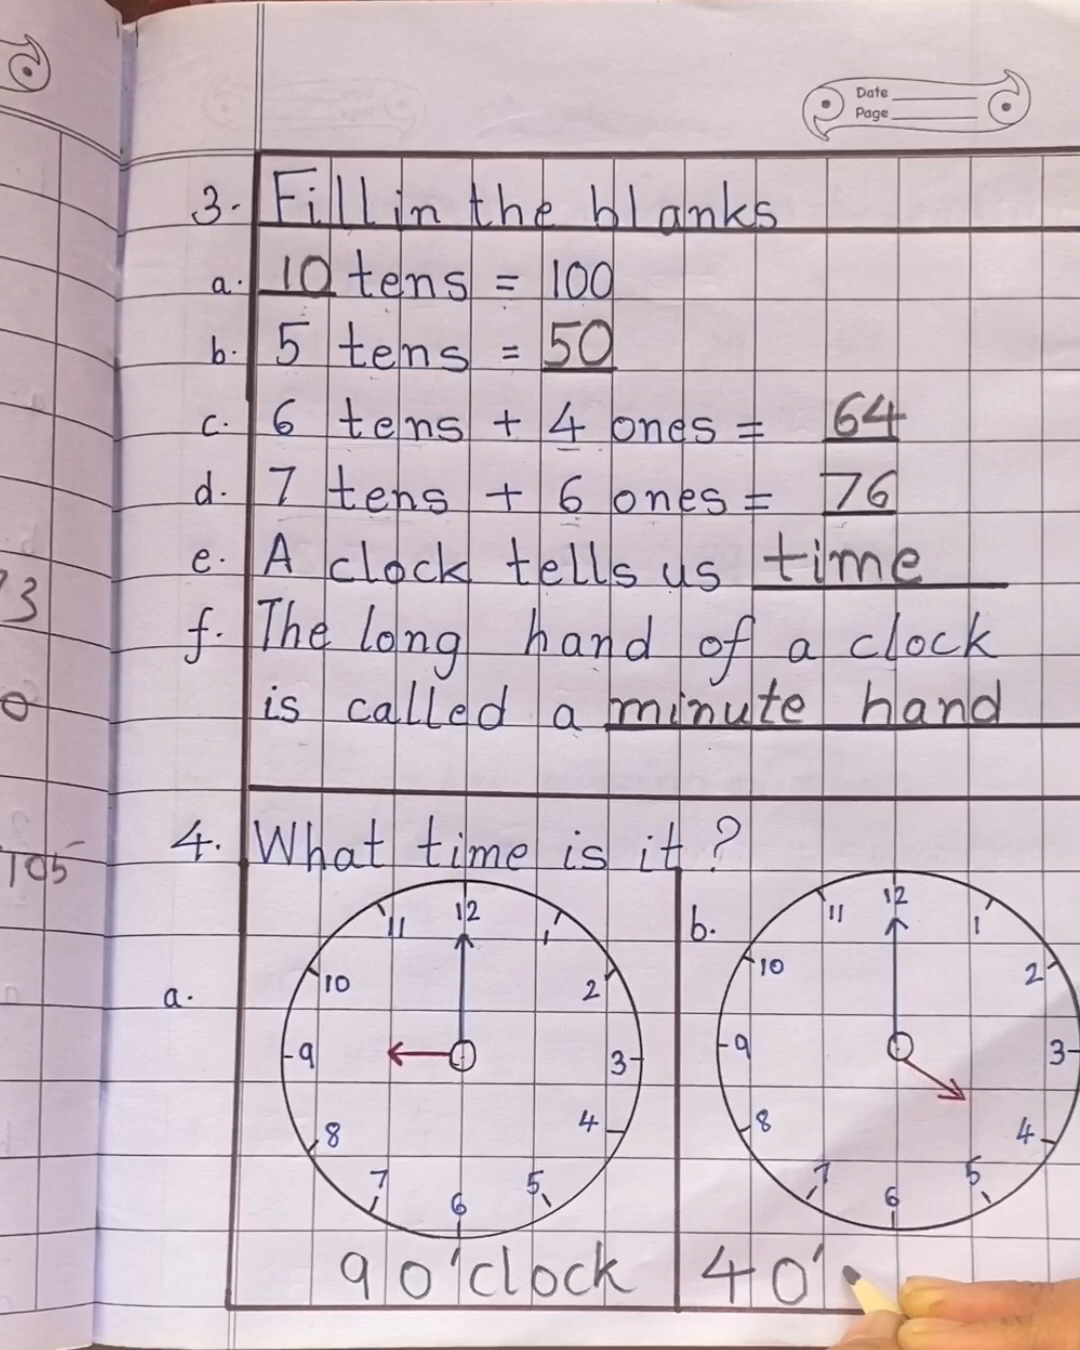 Date
Page
3. Fill in the blanks
a. 10 tens = 100
b. 5 tens = 50
c. 6 tens + 4 ones = 64
d. 7 tens + 6 ones = 76
e. A clock tells us time
f. The long hand of a clock
is called a minute hand
4. What time is it?
a.
12
1
2
3
4
5
6
7
8
9
10
11
9 o'clock
b.
12
1
2
3
4
5
6
7
8
9
10
11
4 o'
3
0
105